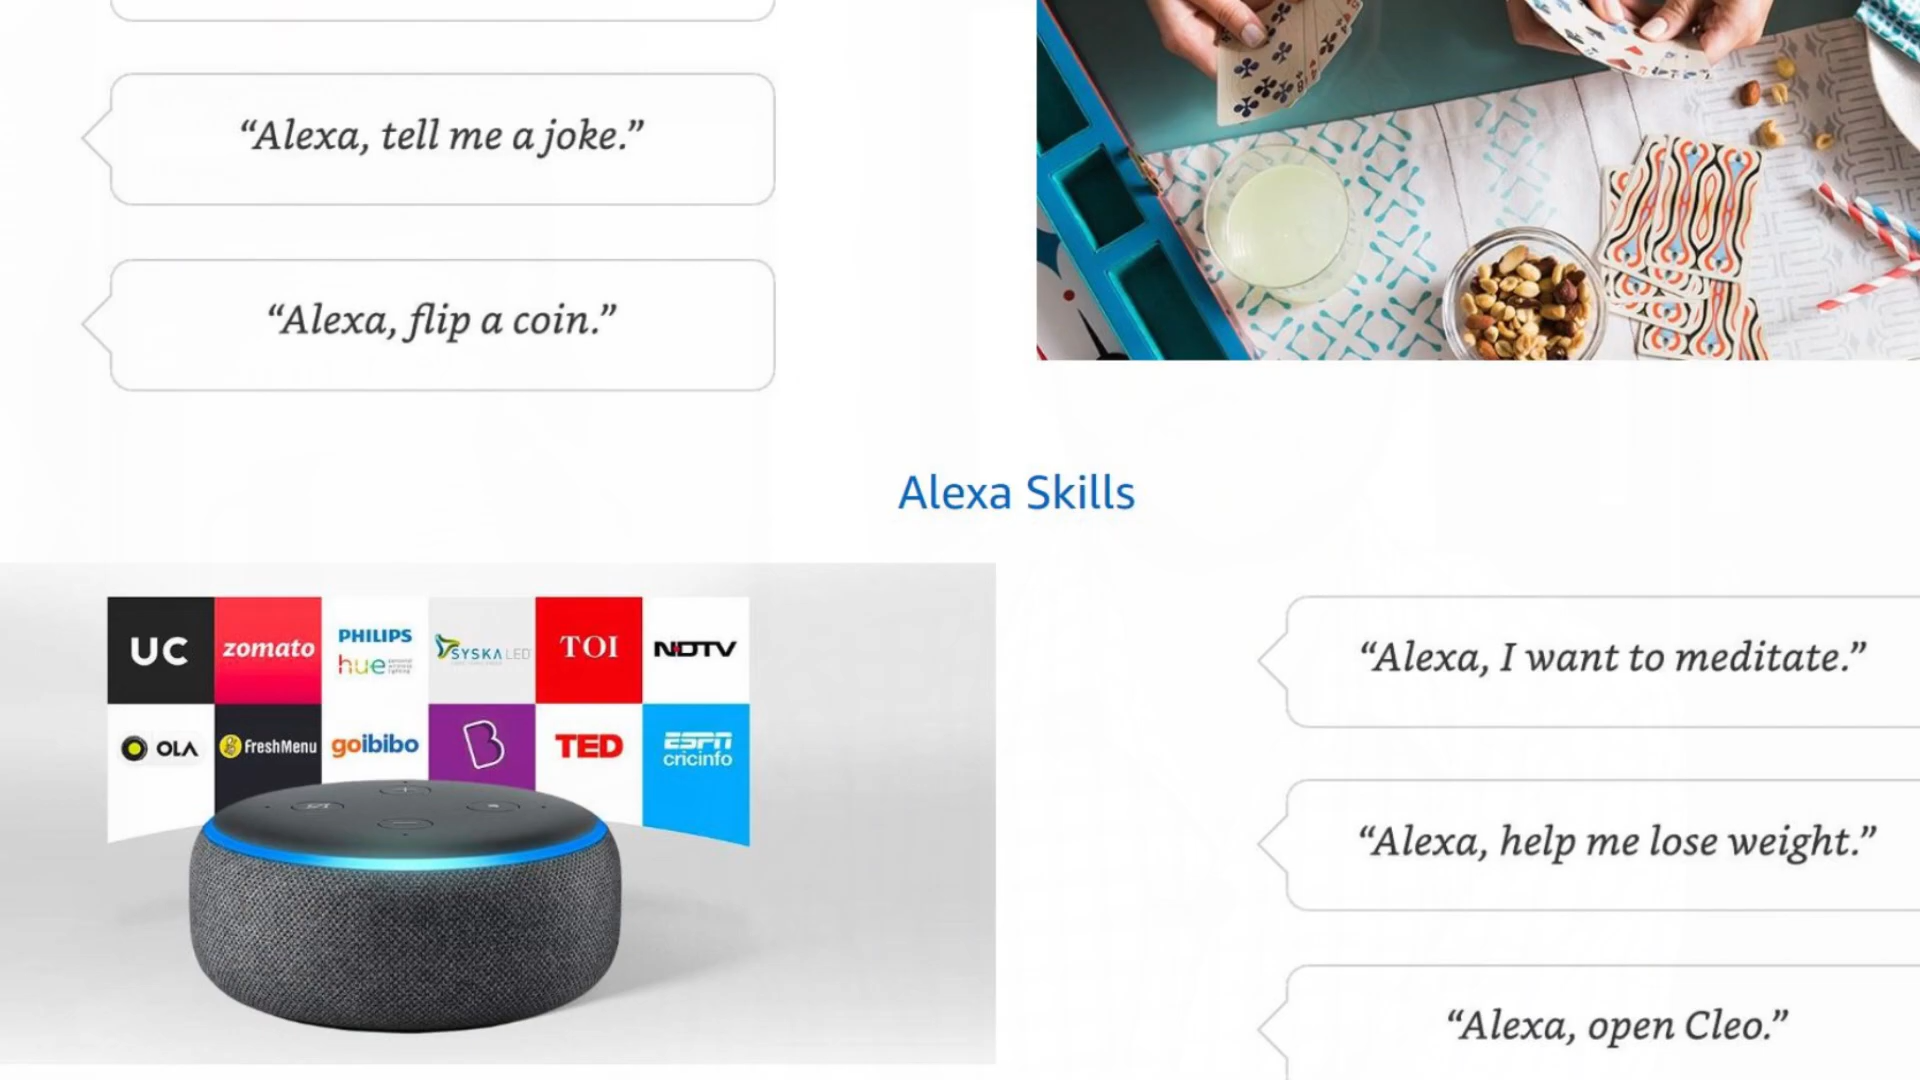 “Alexa, tell me a joke.”
“Alexa, flip a coin.”
Alexa Skills
UC
zomato
PHILIPS
hue
SYSKA LED
TOI
NDTV
OLA
FreshMenu
goibibo
B
TED
ESPN
cricinfo
“Alexa, I want to meditate.”
“Alexa, help me lose weight.”
“Alexa, open Cleo.”